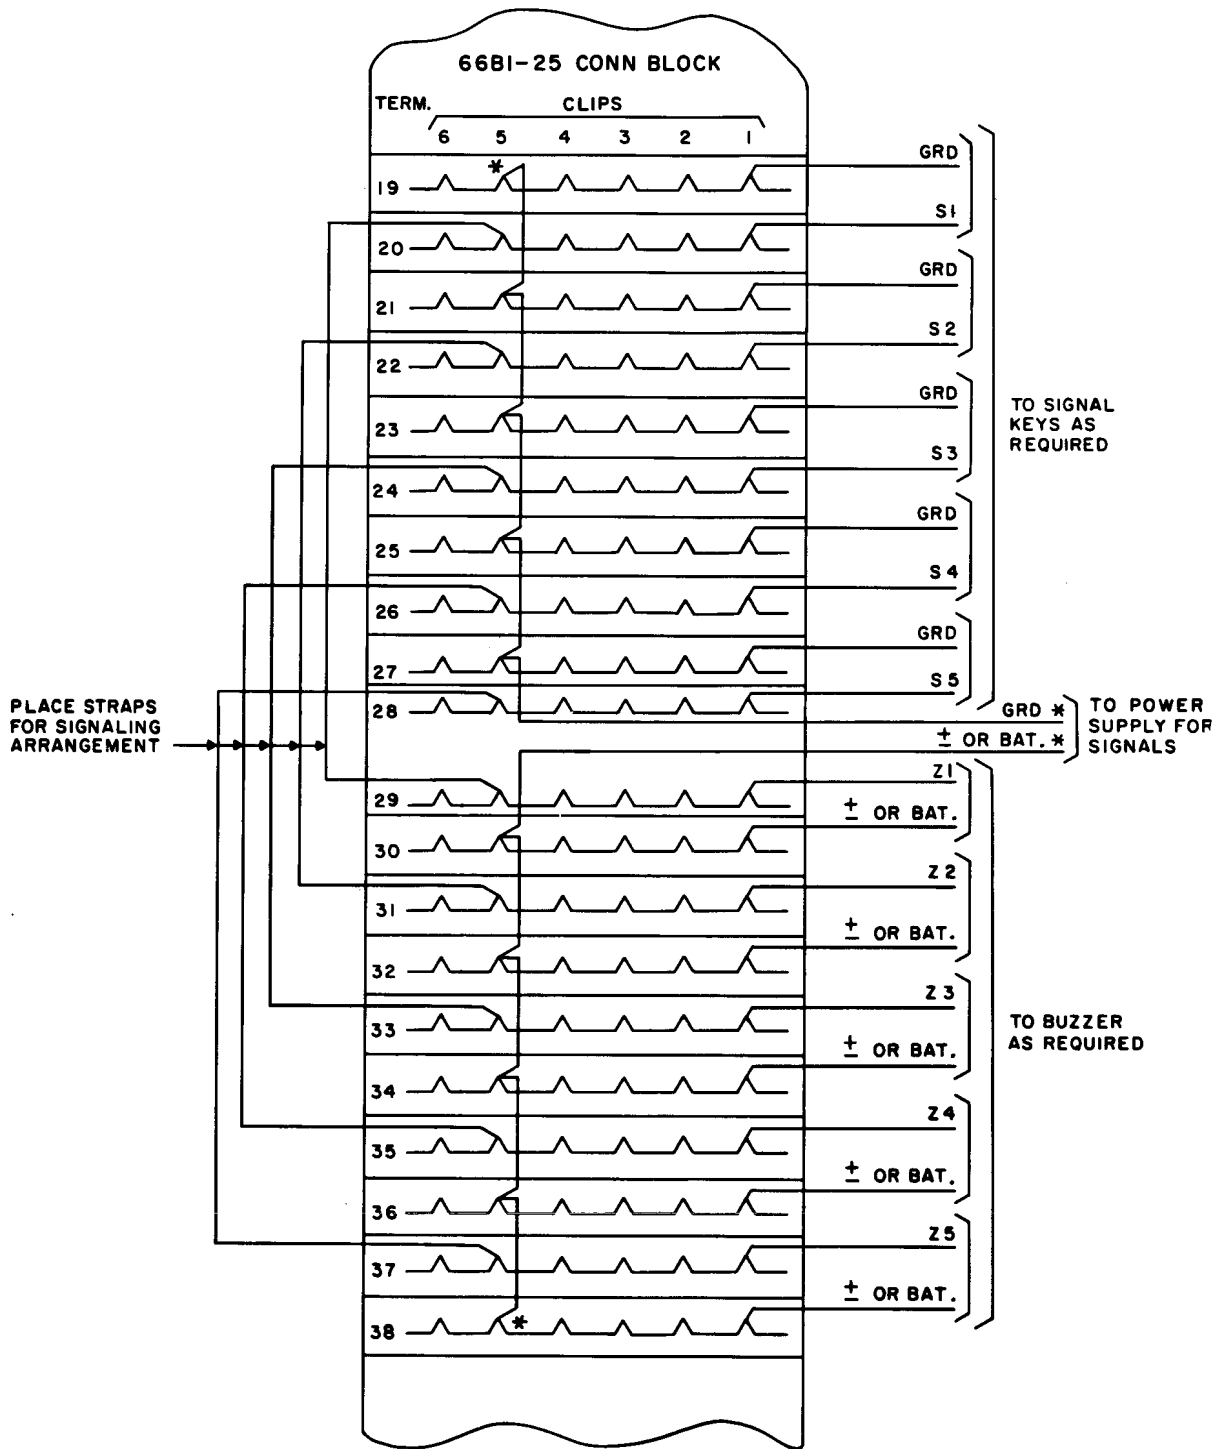 66B1-25 CONN BLOCK
TERM.
CLIPS
6 5 4 3 2 1
19 * GRD
20 S1
21 GRD
22 S2
23 GRD
24 S3
25 GRD
26 S4
27 GRD
28 S5
TO SIGNAL
KEYS AS
REQUIRED
GRD *
± OR BAT. *
TO POWER
SUPPLY FOR
SIGNALS
PLACE STRAPS
FOR SIGNALING
ARRANGEMENT
29 Z1
30 ± OR BAT.
31 Z2
32 ± OR BAT.
33 Z3
34 ± OR BAT.
35 Z4
36 ± OR BAT.
37 Z5
38 * ± OR BAT.
TO BUZZER
AS REQUIRED